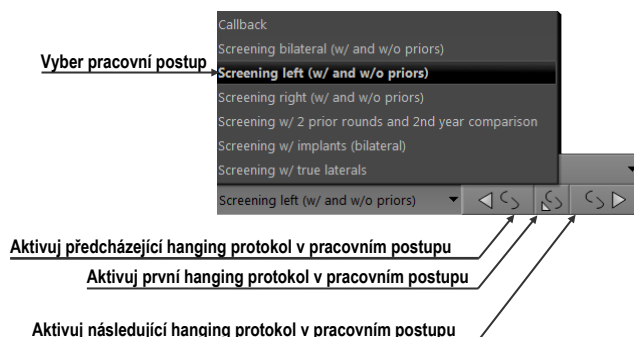 Callback
Screening bilateral (w/ and w/o priors)
Vyber pracovní postup
Screening left (w/ and w/o priors)
Screening right (w/ and w/o priors)
Screening w/ 2 prior rounds and 2nd year comparison
Screening w/ implants (bilateral)
Screening w/ true laterals
Screening left (w/ and w/o priors)
Aktivuj předcházející hanging protokol v pracovním postupu
Aktivuj první hanging protokol v pracovním postupu
Aktivuj následující hanging protokol v pracovním postupu